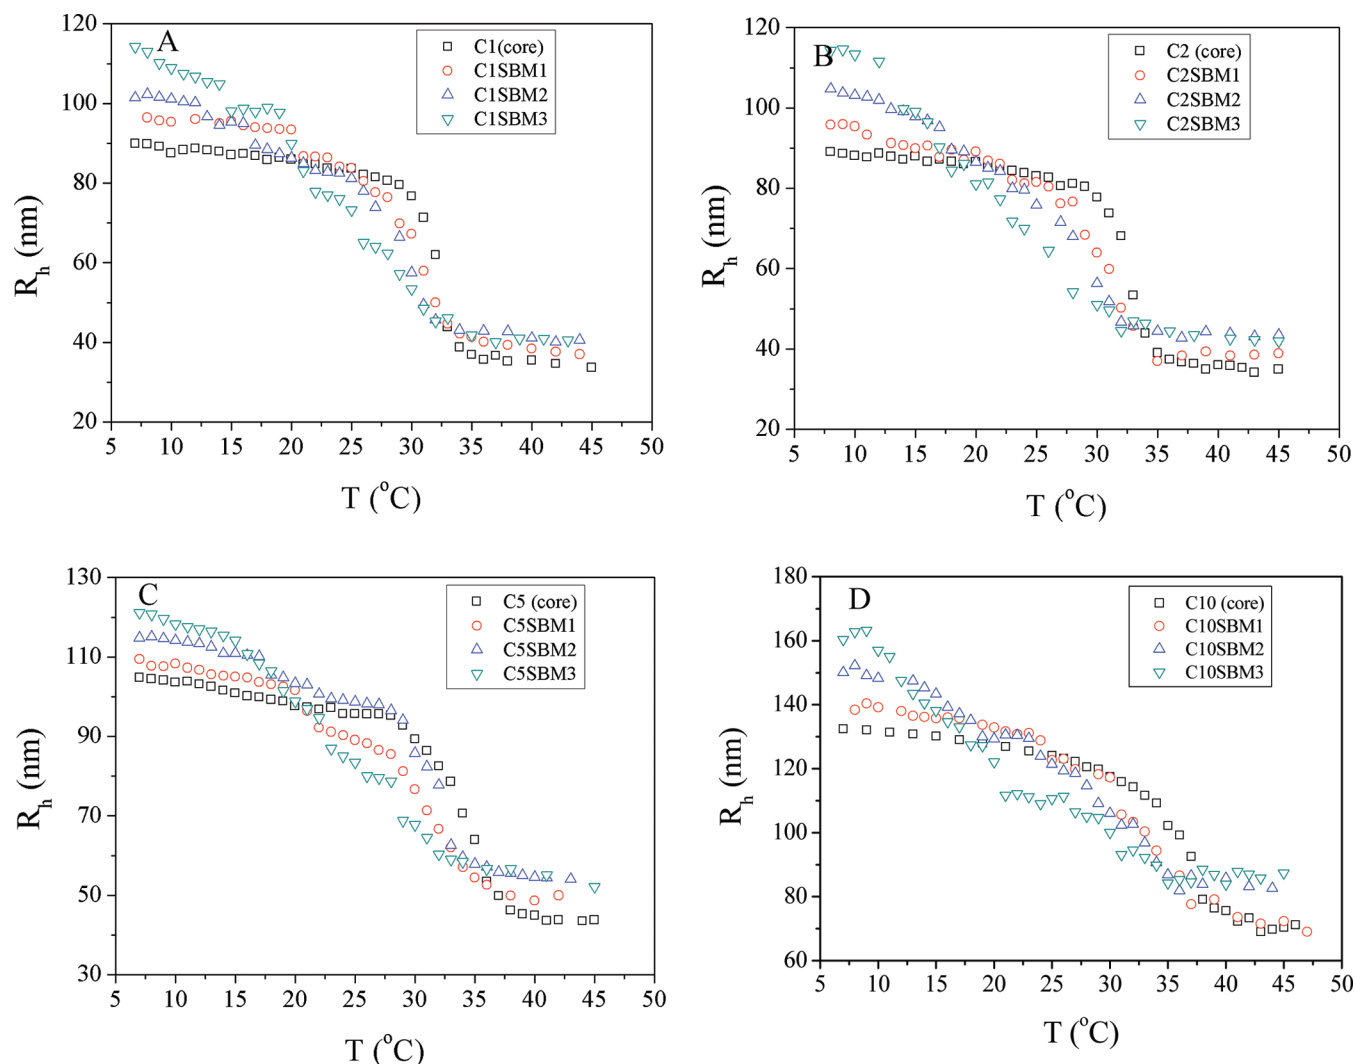 A
C1(core)
C1SBM1
C1SBM2
C1SBM3
120
100
80
60
40
20
5 10 15 20 25 30 35 40 45 50
R_h (nm)
T (°C)
B
C2 (core)
C2SBM1
C2SBM2
C2SBM3
120
100
80
60
40
20
5 10 15 20 25 30 35 40 45 50
R_h (nm)
T (°C)
C
C5 (core)
C5SBM1
C5SBM2
C5SBM3
130
110
90
70
50
30
5 10 15 20 25 30 35 40 45 50
R_h (nm)
T (°C)
D
C10 (core)
C10SBM1
C10SBM2
C10SBM3
180
160
140
120
100
80
60
5 10 15 20 25 30 35 40 45 50
R_h (nm)
T (°C)